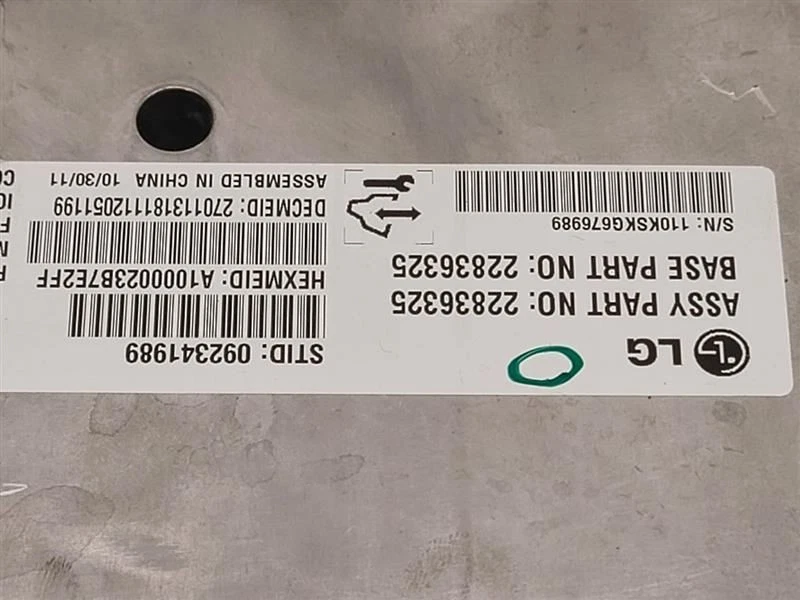 LG
ASSY PART NO: 22836325
BASE PART NO: 22836325
S/N: 110KSKG676989
STID: 092341989
HEXMEID: A1000023B7E2FF
DECMEID: 270113181112051199
ASSEMBLED IN CHINA 10/30/11